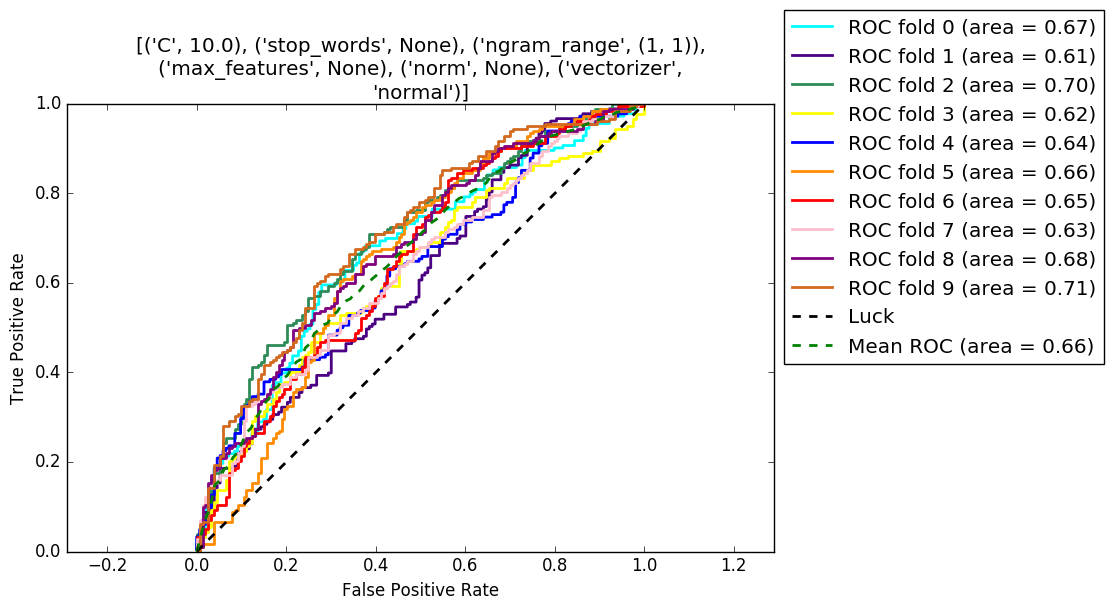 [('C', 10.0), ('stop_words', None), ('ngram_range', (1, 1)),
('max_features', None), ('norm', None), ('vectorizer',
'normal')]
ROC fold 0 (area = 0.67)
ROC fold 1 (area = 0.61)
ROC fold 2 (area = 0.70)
ROC fold 3 (area = 0.62)
ROC fold 4 (area = 0.64)
ROC fold 5 (area = 0.66)
ROC fold 6 (area = 0.65)
ROC fold 7 (area = 0.63)
ROC fold 8 (area = 0.68)
ROC fold 9 (area = 0.71)
Luck
Mean ROC (area = 0.66)
True Positive Rate
1.0
0.8
0.6
0.4
0.2
0.0
−0.2 0.0 0.2 0.4 0.6 0.8 1.0 1.2
False Positive Rate